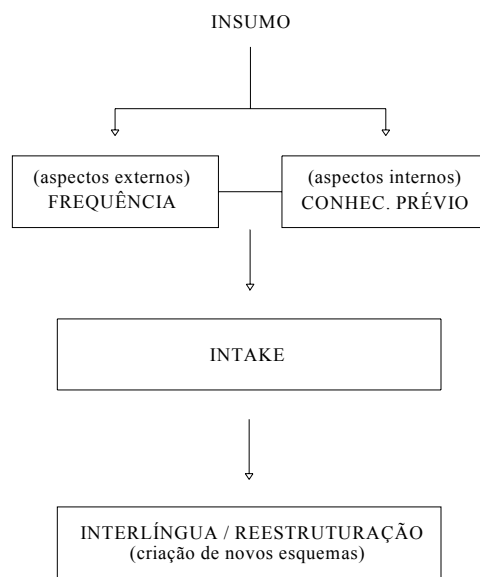 INSUMO
(aspectos externos)
FREQUÊNCIA
(aspectos internos)
CONHEC. PRÉVIO
INTAKE
INTERLÍNGUA / REESTRUTURAÇÃO
(criação de novos esquemas)